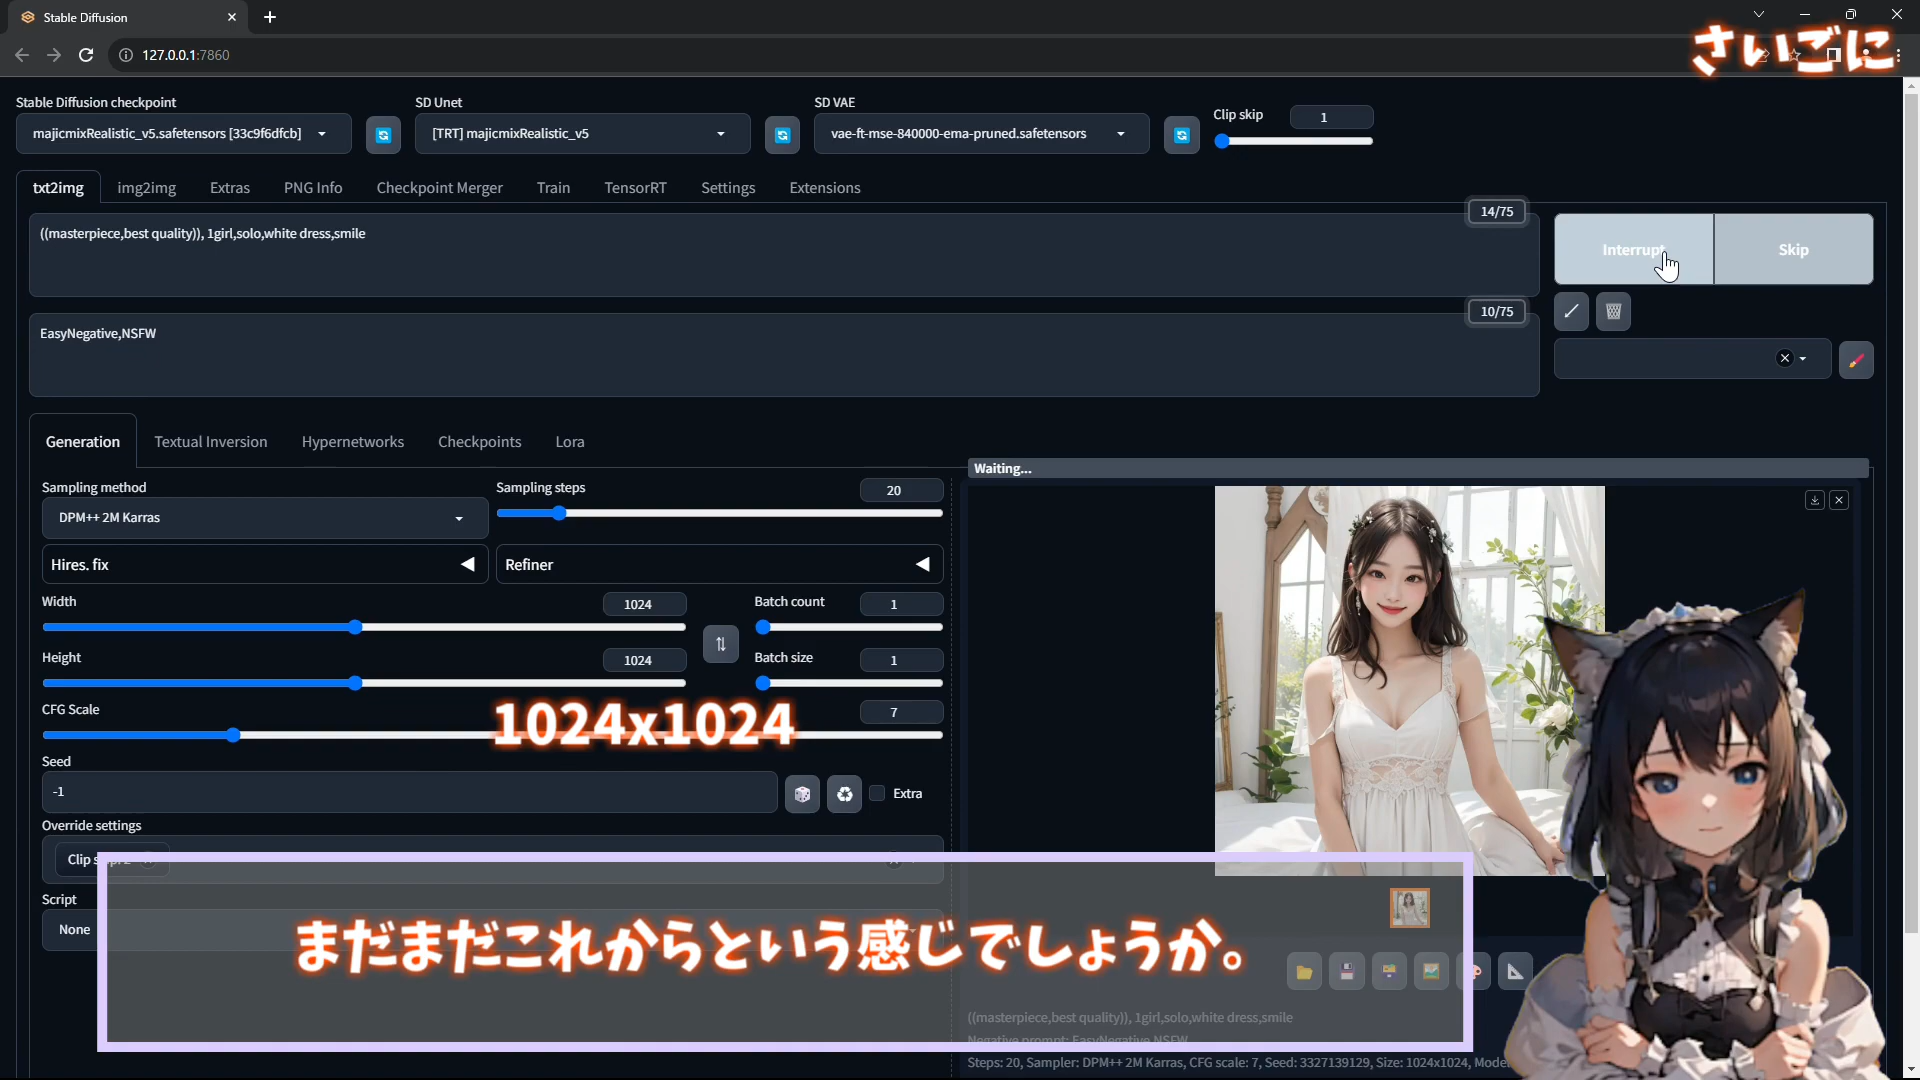 Stable Diffusion
127.0.0.1:7860
さいごに
Stable Diffusion checkpoint
SD Unet
SD VAE
Clip skip
1
majicmixRealistic_v5.safetensors [33c9f6dfcb]
[TRT] majicmixRealistic_v5
vae-ft-mse-840000-ema-pruned.safetensors
txt2img
img2img
Extras
PNG Info
Checkpoint Merger
Train
TensorRT
Settings
Extensions
14/75
((masterpiece,best quality)), 1girl,solo,white dress,smile
Interrupt
Skip
10/75
EasyNegative,NSFW
Generation
Textual Inversion
Hypernetworks
Checkpoints
Lora
Waiting...
Sampling method
Sampling steps
20
DPM++ 2M Karras
Hires. fix
Refiner
Width
1024
Batch count
1
Height
1024
Batch size
1
CFG Scale
7
1024x1024
Seed
-1
Extra
Override settings
Script
None
まだまだこれからという感じでしょうか。
((masterpiece,best quality)), 1girl,solo,white dress,smile
Negative prompt: EasyNegative,NSFW
Steps: 20, Sampler: DPM++ 2M Karras, CFG scale: 7, Seed: 3327139129, Size: 1024x1024,